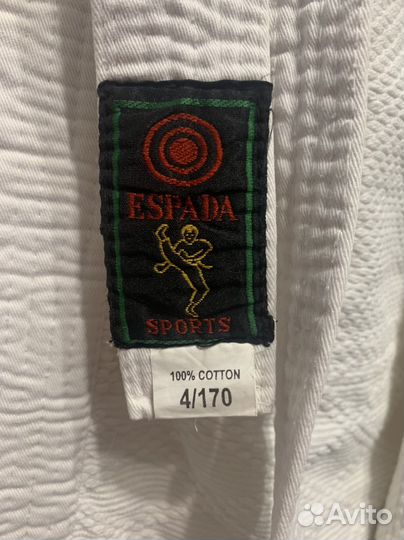 ESPADA
SPORTS
100% COTTON
4/170
Avito